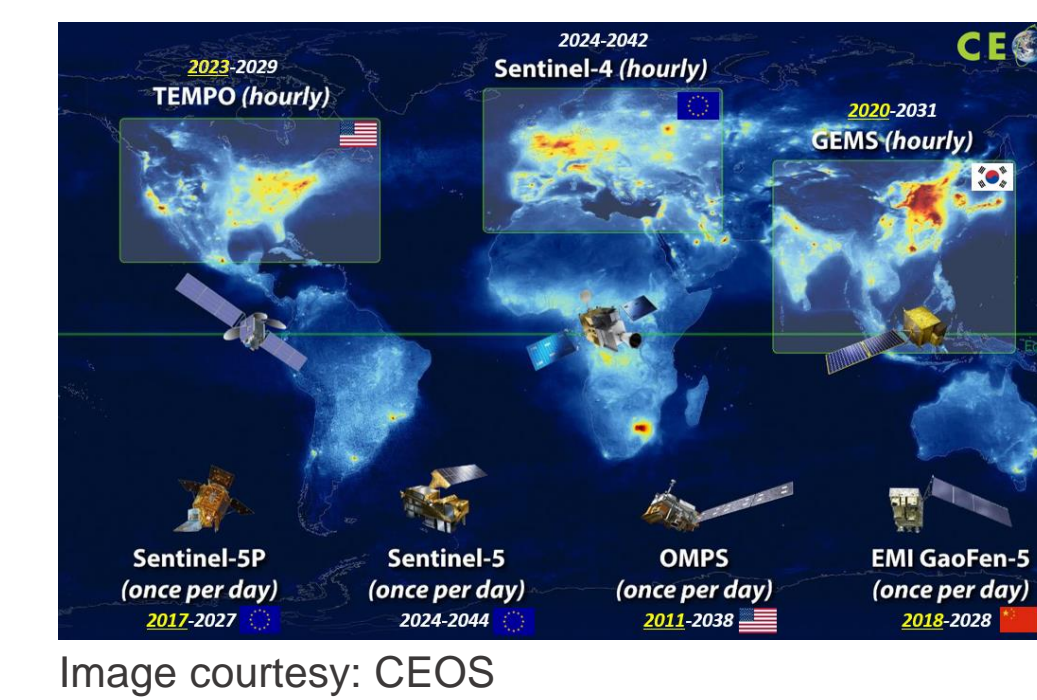 2024-2042
Sentinel-4 (hourly)
CE
2023-2029
TEMPO (hourly)
2020-2031
GEMS (hourly)
Sentinel-5P
(once per day)
2017-2027
Sentinel-5
(once per day)
2024-2044
OMPS
(once per day)
2011-2038
EMI GaoFen-5
(once per day)
2018-2028
Image courtesy: CEOS